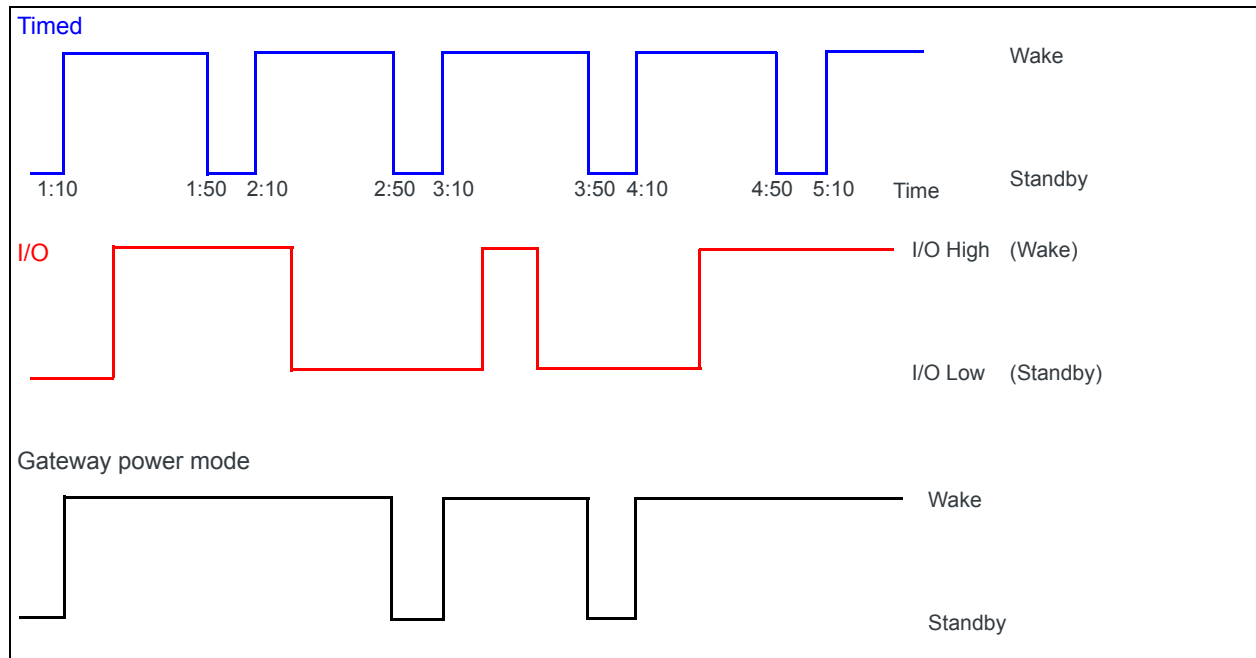 Timed
Wake
Standby
1:10 1:50 2:10 2:50 3:10 3:50 4:10 4:50 5:10 Time
I/O
I/O High (Wake)
I/O Low (Standby)
Gateway power mode
Wake
Standby